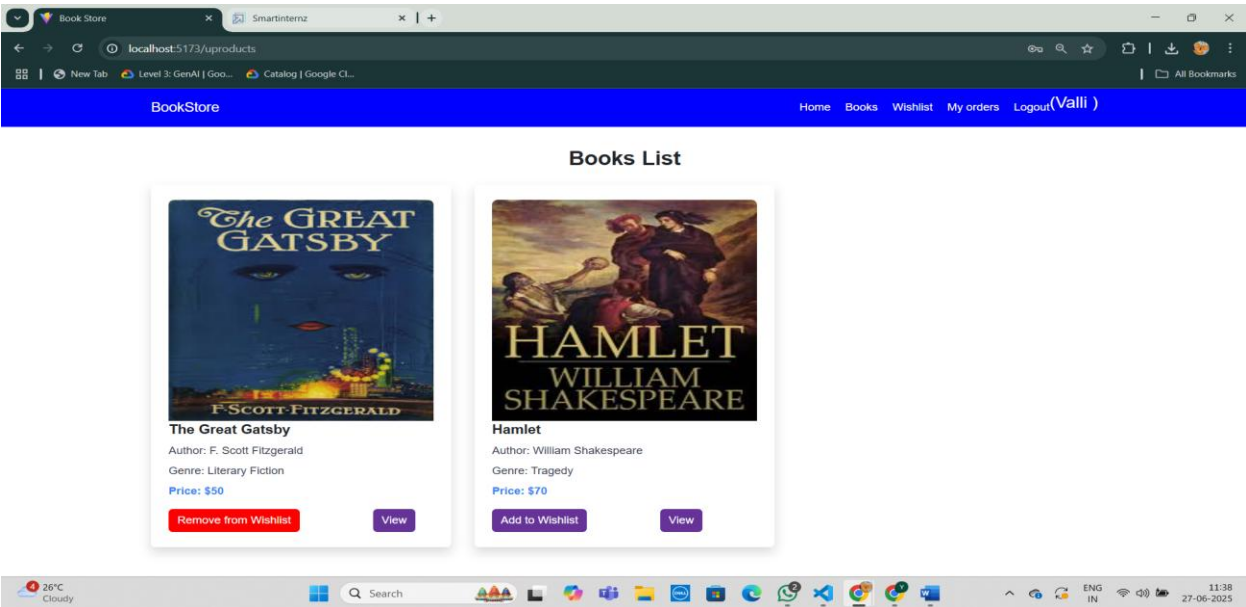 Book Store
Smartinternz
localhost:5173/uproducts
New Tab
Level 3: GenAI | Goo...
Catalog | Google Cl...
All Bookmarks
BookStore
Home Books Wishlist My orders Logout(Valli )
Books List
The GREAT
GATSBY
F·SCOTT·FITZGERALD
The Great Gatsby
Author: F. Scott Fitzgerald
Genre: Literary Fiction
Price: $50
Remove from Wishlist
View
HAMLET
WILLIAM
SHAKESPEARE
Hamlet
Author: William Shakespeare
Genre: Tragedy
Price: $70
Add to Wishlist
View
4
26°C
Cloudy
Search
2
ENG
IN
11:38
27-06-2025